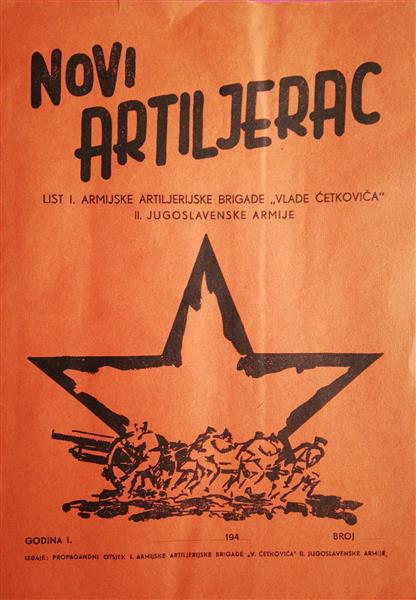 NOVI
ARTILJERAC
LIST I. ARMIJSKE ARTILJERIJSKE BRIGADE „VLADE ĆETKOVIĆA“
II. JUGOSLAVENSKE ARMIJE
GODINA I. 194 BROJ
IZDAJE: PROPAGANDNI OTSJEK I. ARMIJSKE ARTILJERIJSKE BRIGADE „V. ĆETKOVIĆA“ II. JUGOSLAVENSKE ARMIJE.